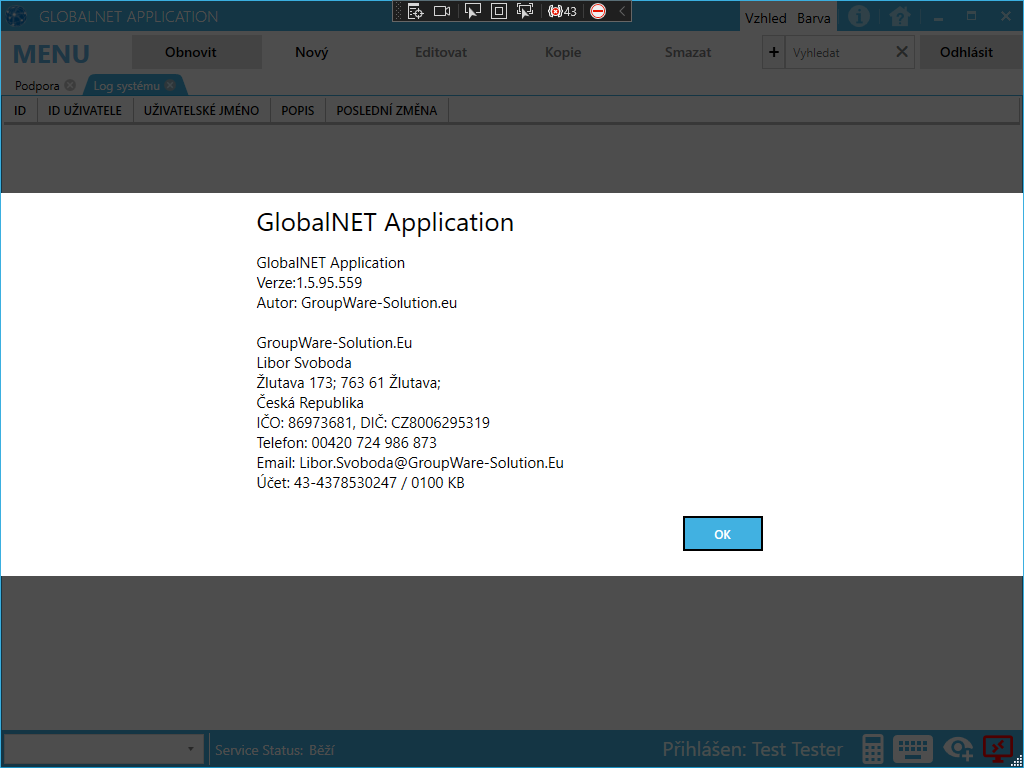 GLOBALNET APPLICATION
43
Vzhled Barva
MENU Obnovit Nový Editovat Kopie Smazat + Vyhledat Odhlásit
Podpora Log systému
ID ID UŽIVATELE UŽIVATELSKÉ JMÉNO POPIS POSLEDNÍ ZMĚNA
GlobalNET Application
GlobalNET Application
Verze:1.5.95.559
Autor: GroupWare-Solution.eu
GroupWare-Solution.Eu
Libor Svoboda
Žlutava 173; 763 61 Žlutava;
Česká Republika
IČO: 86973681, DIČ: CZ8006295319
Telefon: 00420 724 986 873
Email: Libor.Svoboda@GroupWare-Solution.Eu
Účet: 43-4378530247 / 0100 KB
OK
Service Status: Běží
Přihlášen: Test Tester